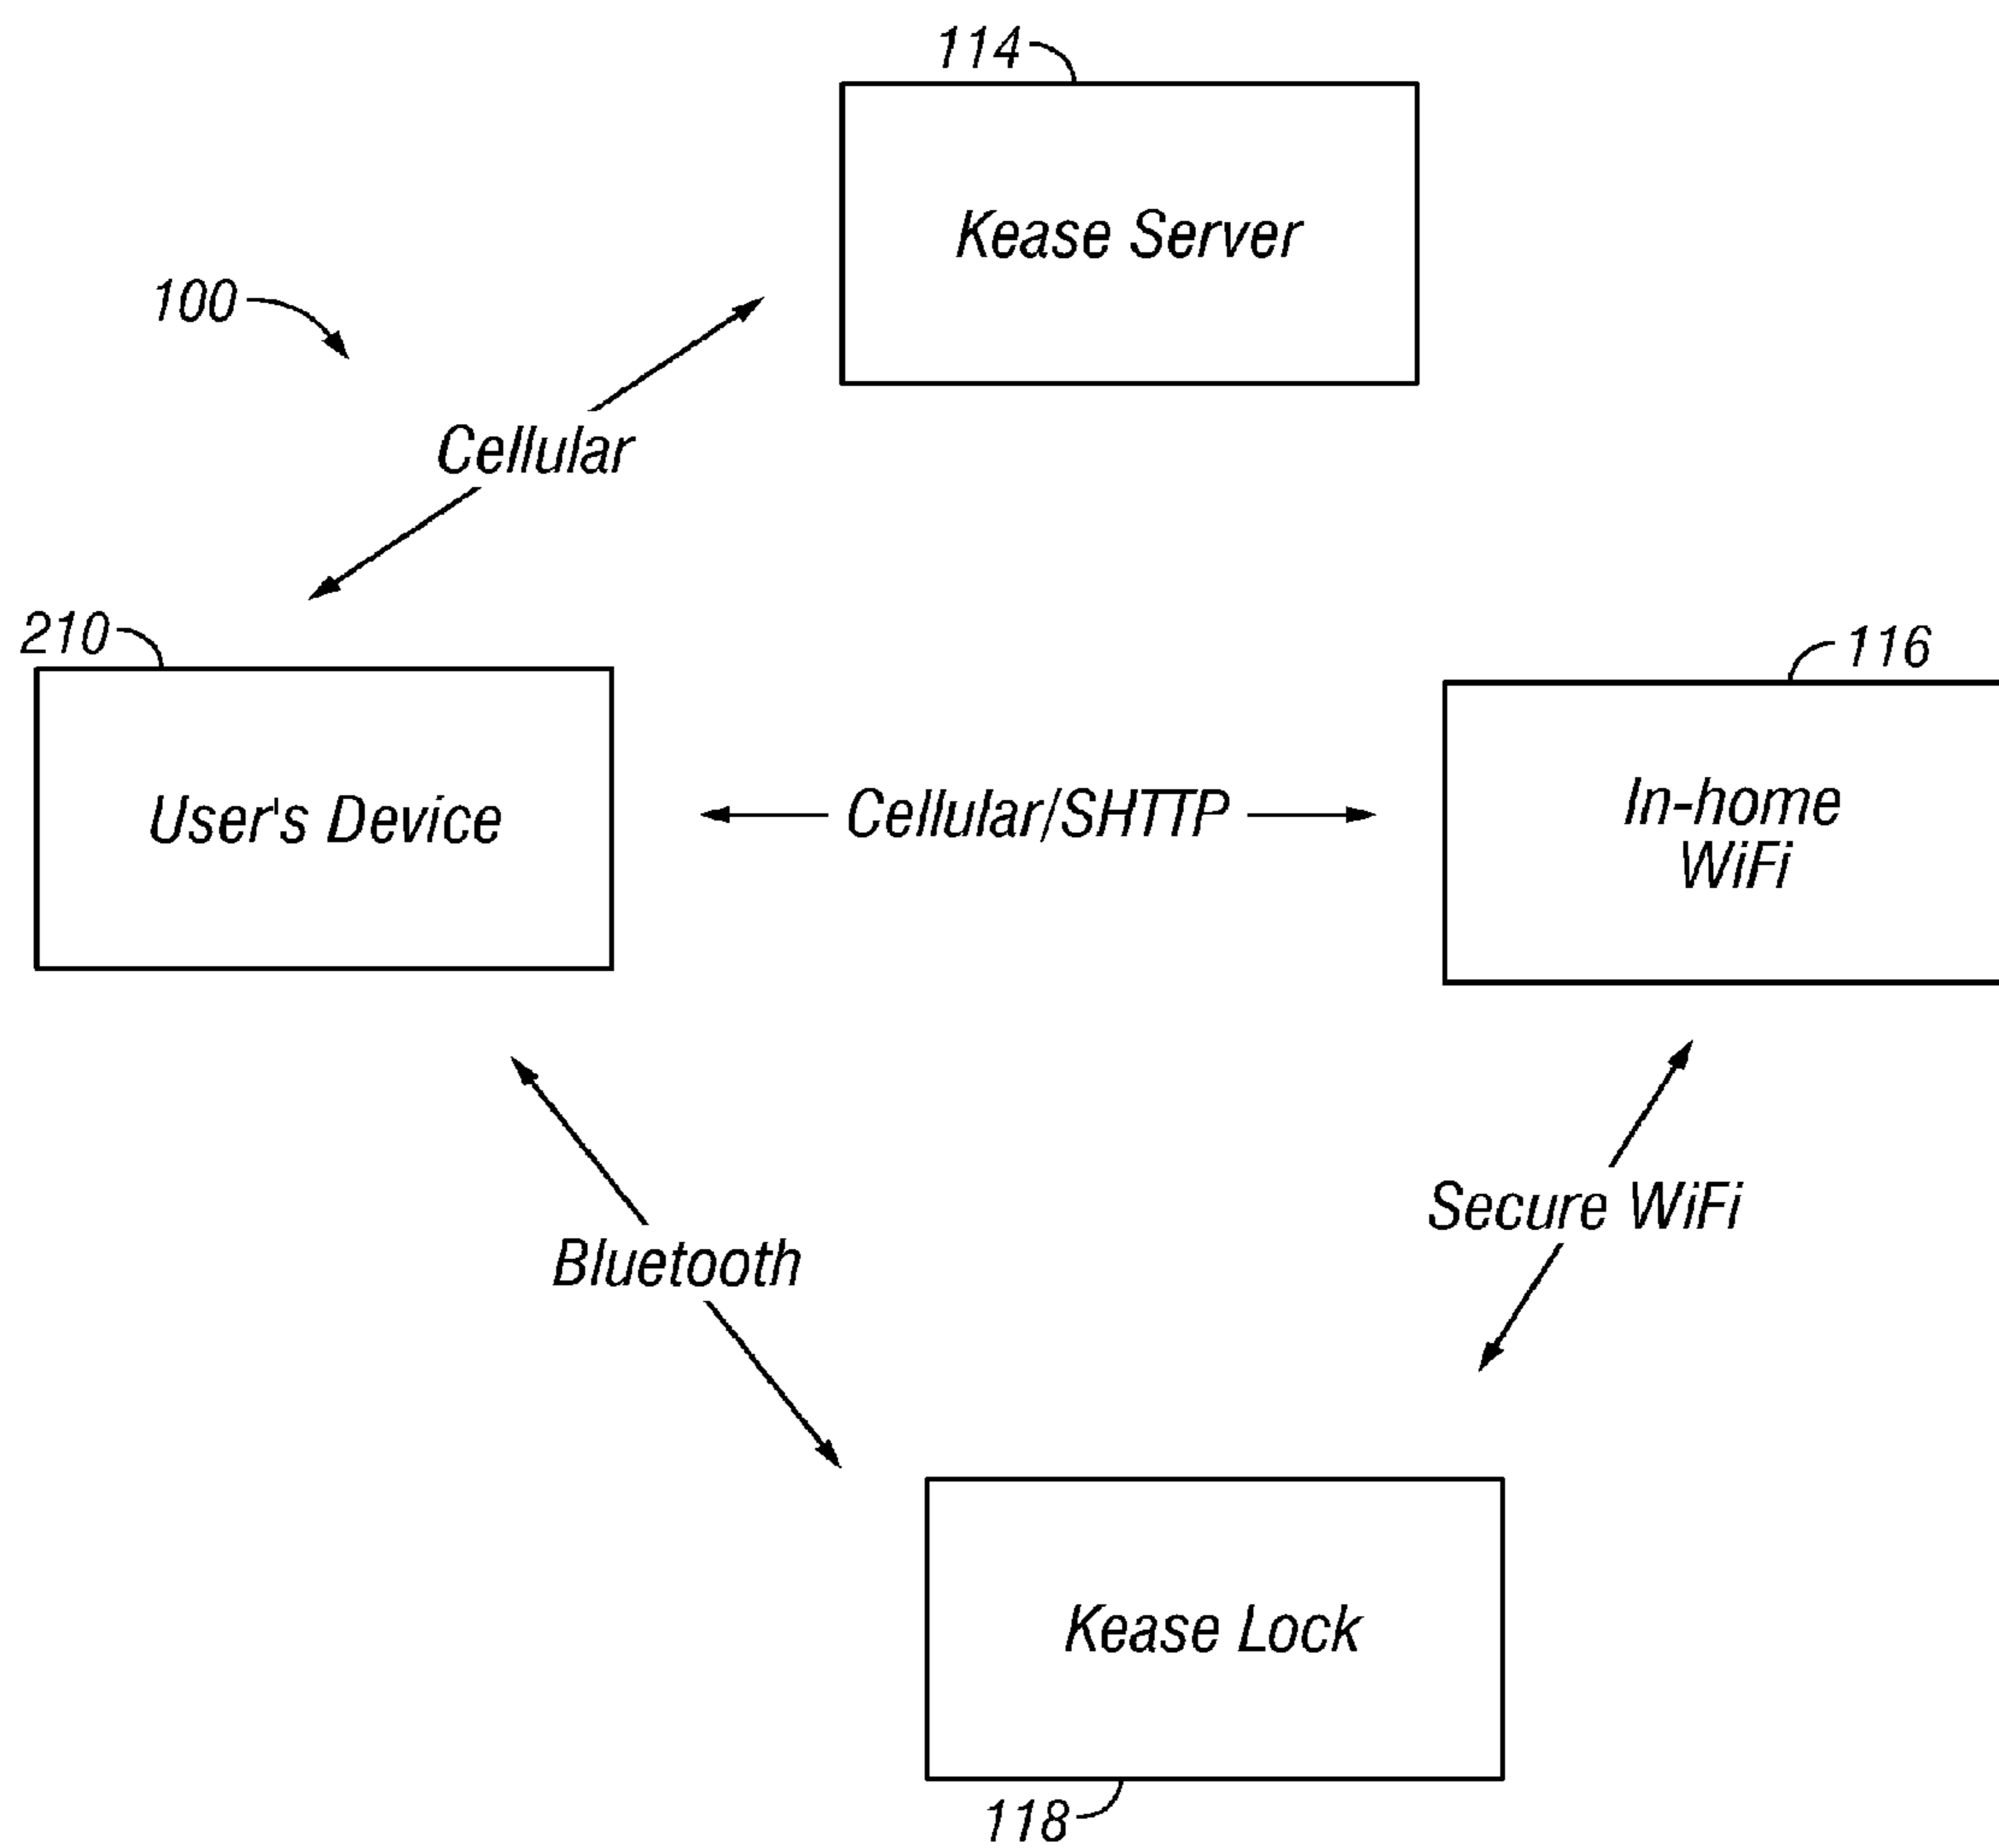 114
Kease Server
100
Cellular
210
116
User's Device
Cellular/SHTTP
In-home
WiFi
Secure WiFi
Bluetooth
Kease Lock
118